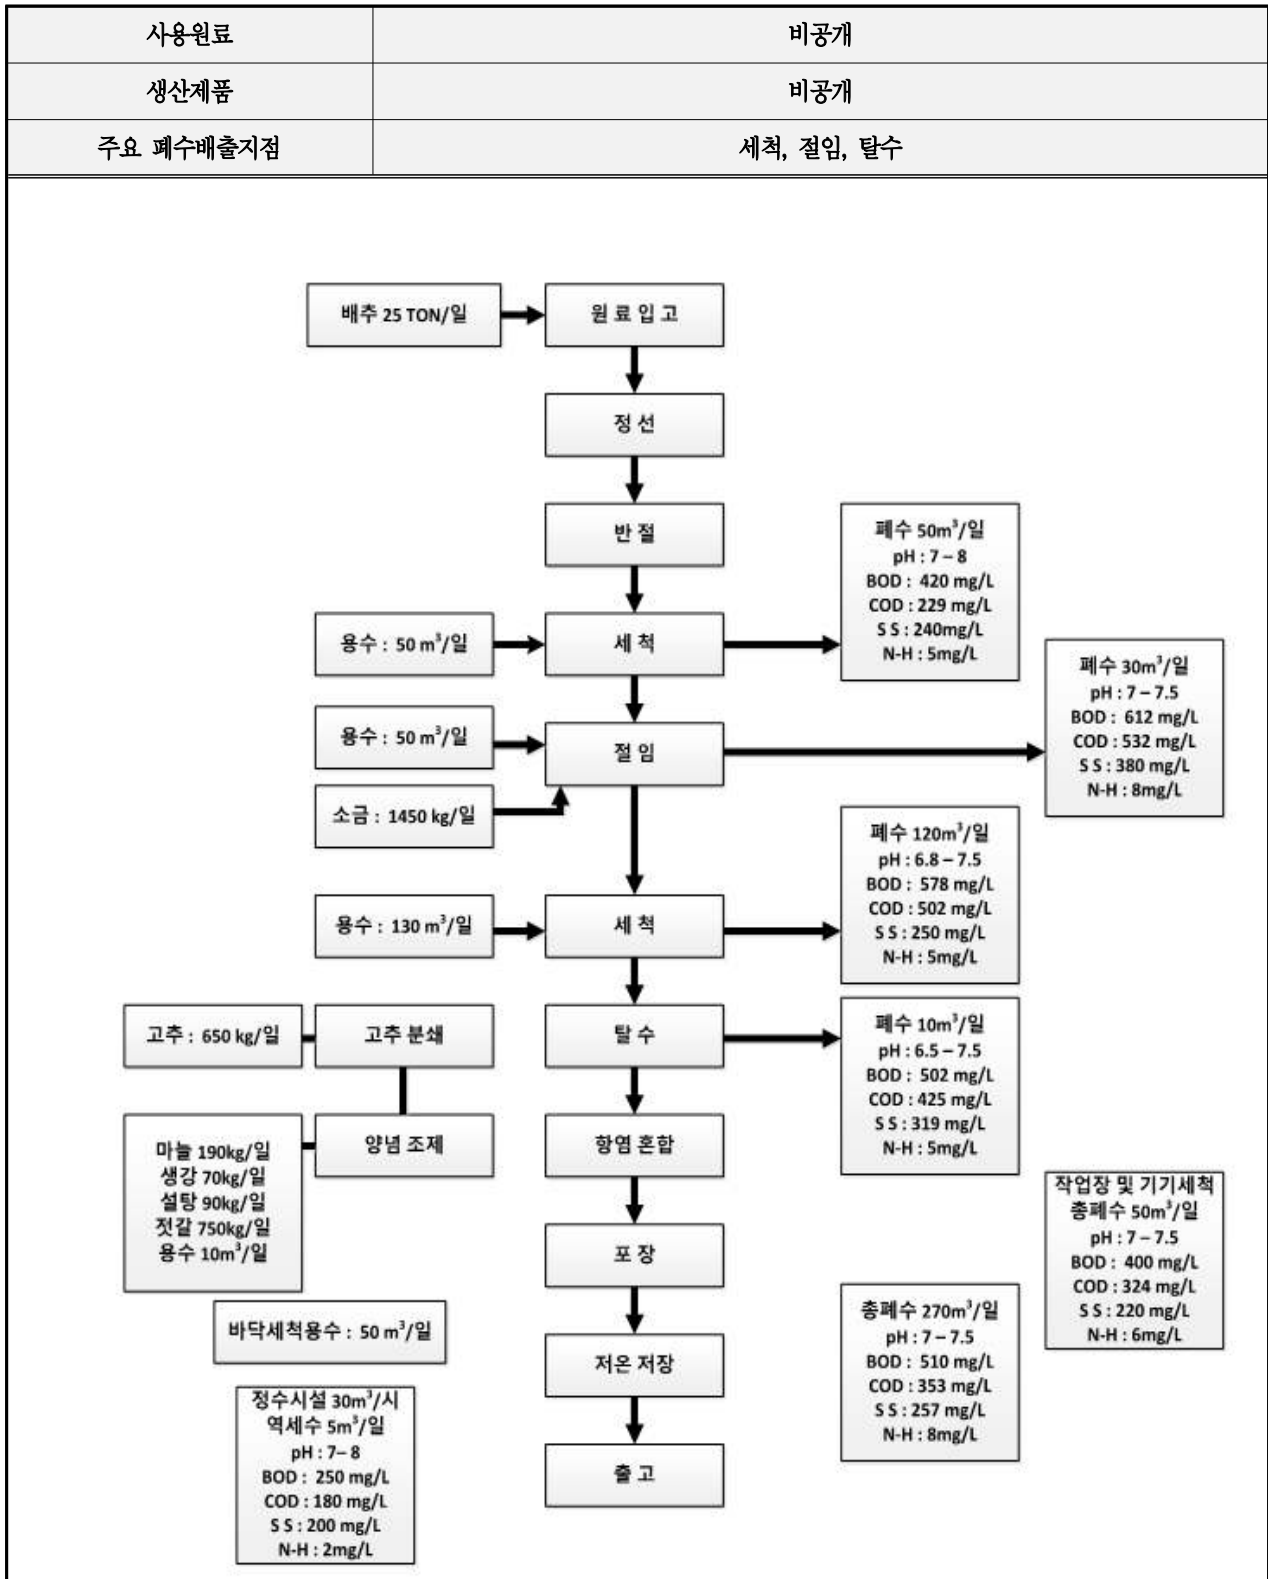 사용원료
비공개
생산제품
비공개
주요 폐수배출지점
세척, 절임, 탈수
배추 25 TON/일
원 료 입 고
정 선
반 절
폐수 50m³/일
pH : 7 – 8
BOD : 420 mg/L
COD : 229 mg/L
S S : 240mg/L
N-H : 5mg/L
용수 : 50 m³/일
세 척
폐수 30m³/일
pH : 7 – 7.5
BOD : 612 mg/L
COD : 532 mg/L
S S : 380 mg/L
N-H : 8mg/L
용수 : 50 m³/일
절 임
소금 : 1450 kg/일
폐수 120m³/일
pH : 6.8 – 7.5
BOD : 578 mg/L
COD : 502 mg/L
S S : 250 mg/L
N-H : 5mg/L
용수 : 130 m³/일
세 척
고추 : 650 kg/일
고추 분쇄
탈 수
폐수 10m³/일
pH : 6.5 – 7.5
BOD : 502 mg/L
COD : 425 mg/L
S S : 319 mg/L
N-H : 5mg/L
마늘 190kg/일
생강 70kg/일
설탕 90kg/일
젓갈 750kg/일
용수 10m³/일
양념 조제
항염 혼합
작업장 및 기기세척
총폐수 50m³/일
pH : 7 – 7.5
BOD : 400 mg/L
COD : 324 mg/L
S S : 220 mg/L
N-H : 6mg/L
포 장
바닥세척용수 : 50 m³/일
저온 저장
총폐수 270m³/일
pH : 7 – 7.5
BOD : 510 mg/L
COD : 353 mg/L
S S : 257 mg/L
N-H : 8mg/L
정수시설 30m³/시
역세수 5m³/일
pH : 7– 8
BOD : 250 mg/L
COD : 180 mg/L
S S : 200 mg/L
N-H : 2mg/L
출 고